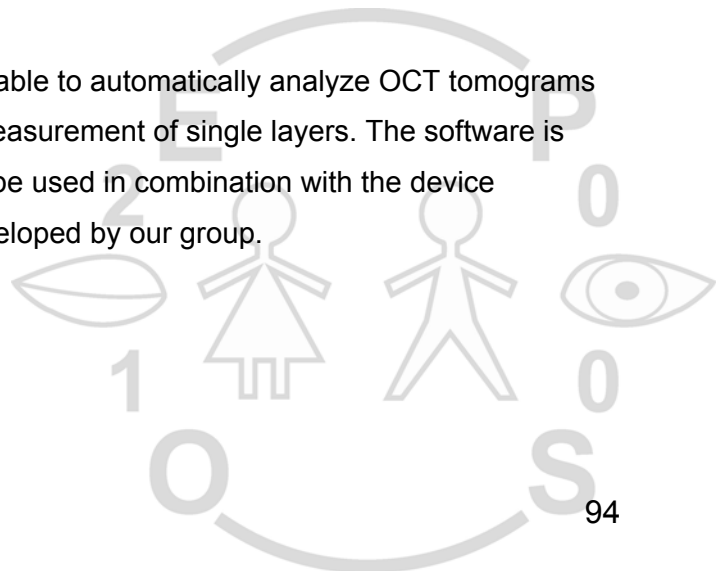 able to automatically analyze OCT tomograms
easurement of single layers. The software is
be used in combination with the device
eloped by our group.
E P
2 0
1 0
O S
94